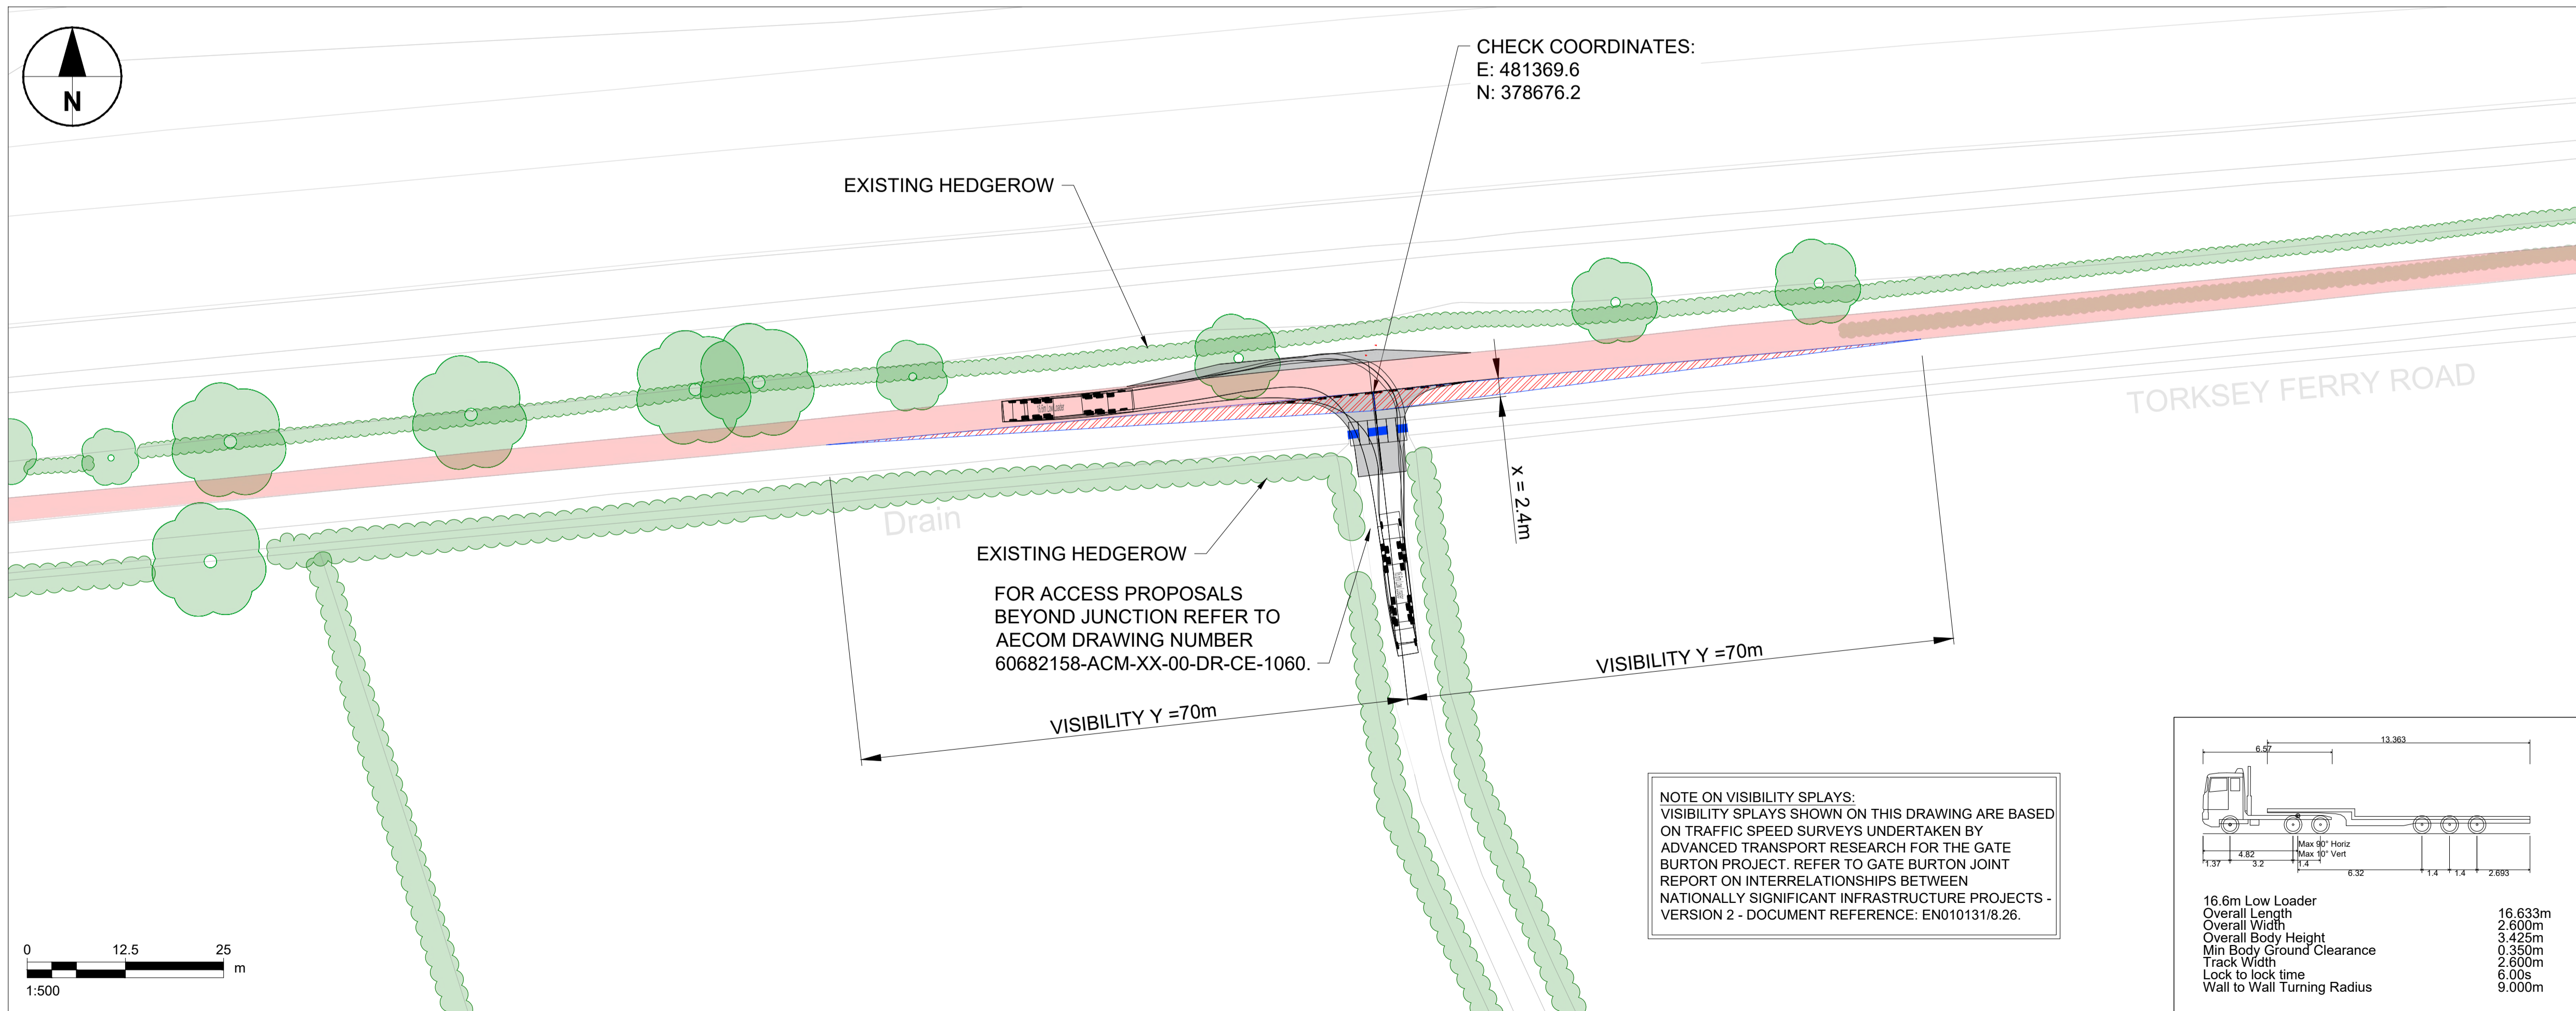 N
CHECK COORDINATES:
E: 481369.6
N: 378676.2
EXISTING HEDGEROW
TORKSEY FERRY ROAD
Drain
x = 2.4m
EXISTING HEDGEROW
FOR ACCESS PROPOSALS
BEYOND JUNCTION REFER TO
AECOM DRAWING NUMBER
60682158-ACM-XX-00-DR-CE-1060.
VISIBILITY Y =70m
VISIBILITY Y =70m
16.6m Low Loader
16.6m Low Loader
NOTE ON VISIBILITY SPLAYS:
VISIBILITY SPLAYS SHOWN ON THIS DRAWING ARE BASED
ON TRAFFIC SPEED SURVEYS UNDERTAKEN BY
ADVANCED TRANSPORT RESEARCH FOR THE GATE
BURTON PROJECT. REFER TO GATE BURTON JOINT
REPORT ON INTERRELATIONSHIPS BETWEEN
NATIONALLY SIGNIFICANT INFRASTRUCTURE PROJECTS -
VERSION 2 - DOCUMENT REFERENCE: EN010131/8.26.
0 12.5 25
m
1:500
13.363
6.57
Max 90° Horiz
4.82 Max 10° Vert
1.37 3.2 1.4
6.32 1.4 1.4 2.693
16.6m Low Loader
Overall Length 16.633m
Overall Width 2.600m
Overall Body Height 3.425m
Min Body Ground Clearance 0.350m
Track Width 2.600m
Lock to lock time 6.00s
Wall to Wall Turning Radius 9.000m